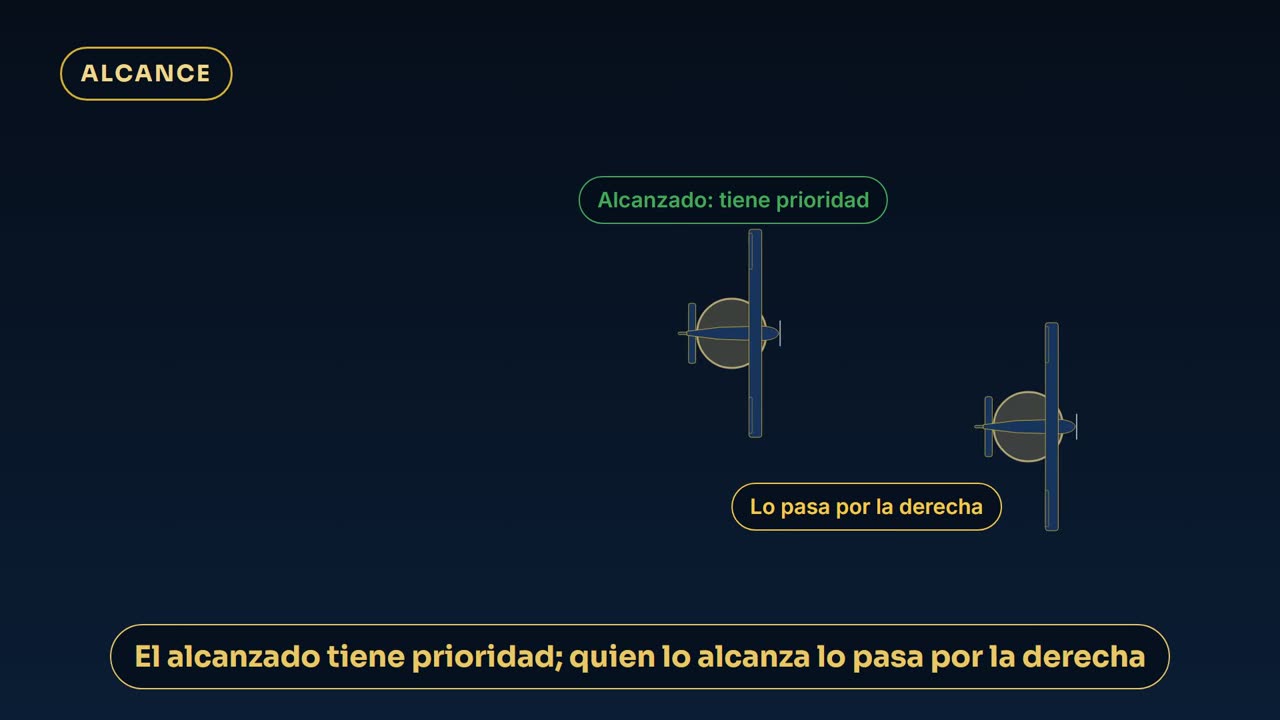 ALCANCE
Alcanzado: tiene prioridad
Lo pasa por la derecha
El alcanzado tiene prioridad; quien lo alcanza lo pasa por la derecha